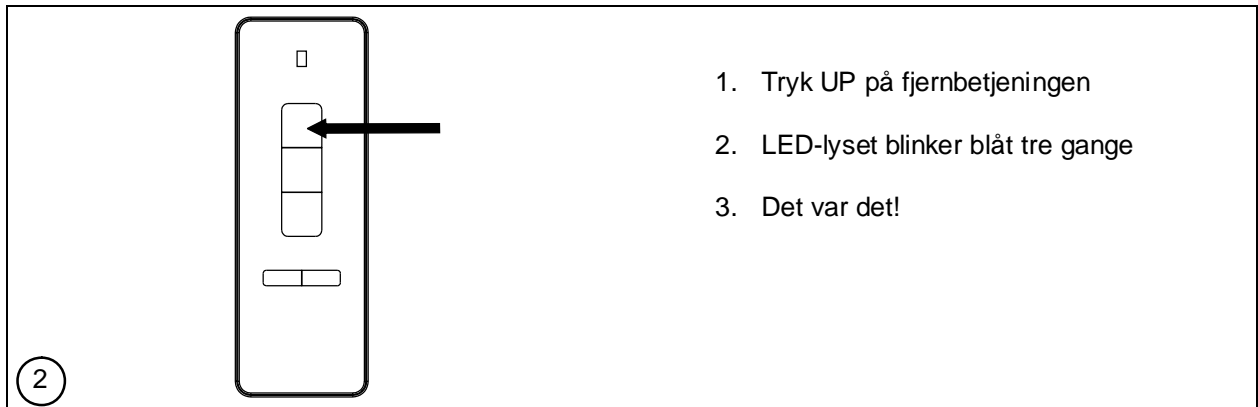 1. Tryk UP på fjernbetjeningen
2. LED-lyset blinker blåt tre gange
3. Det var det!
2